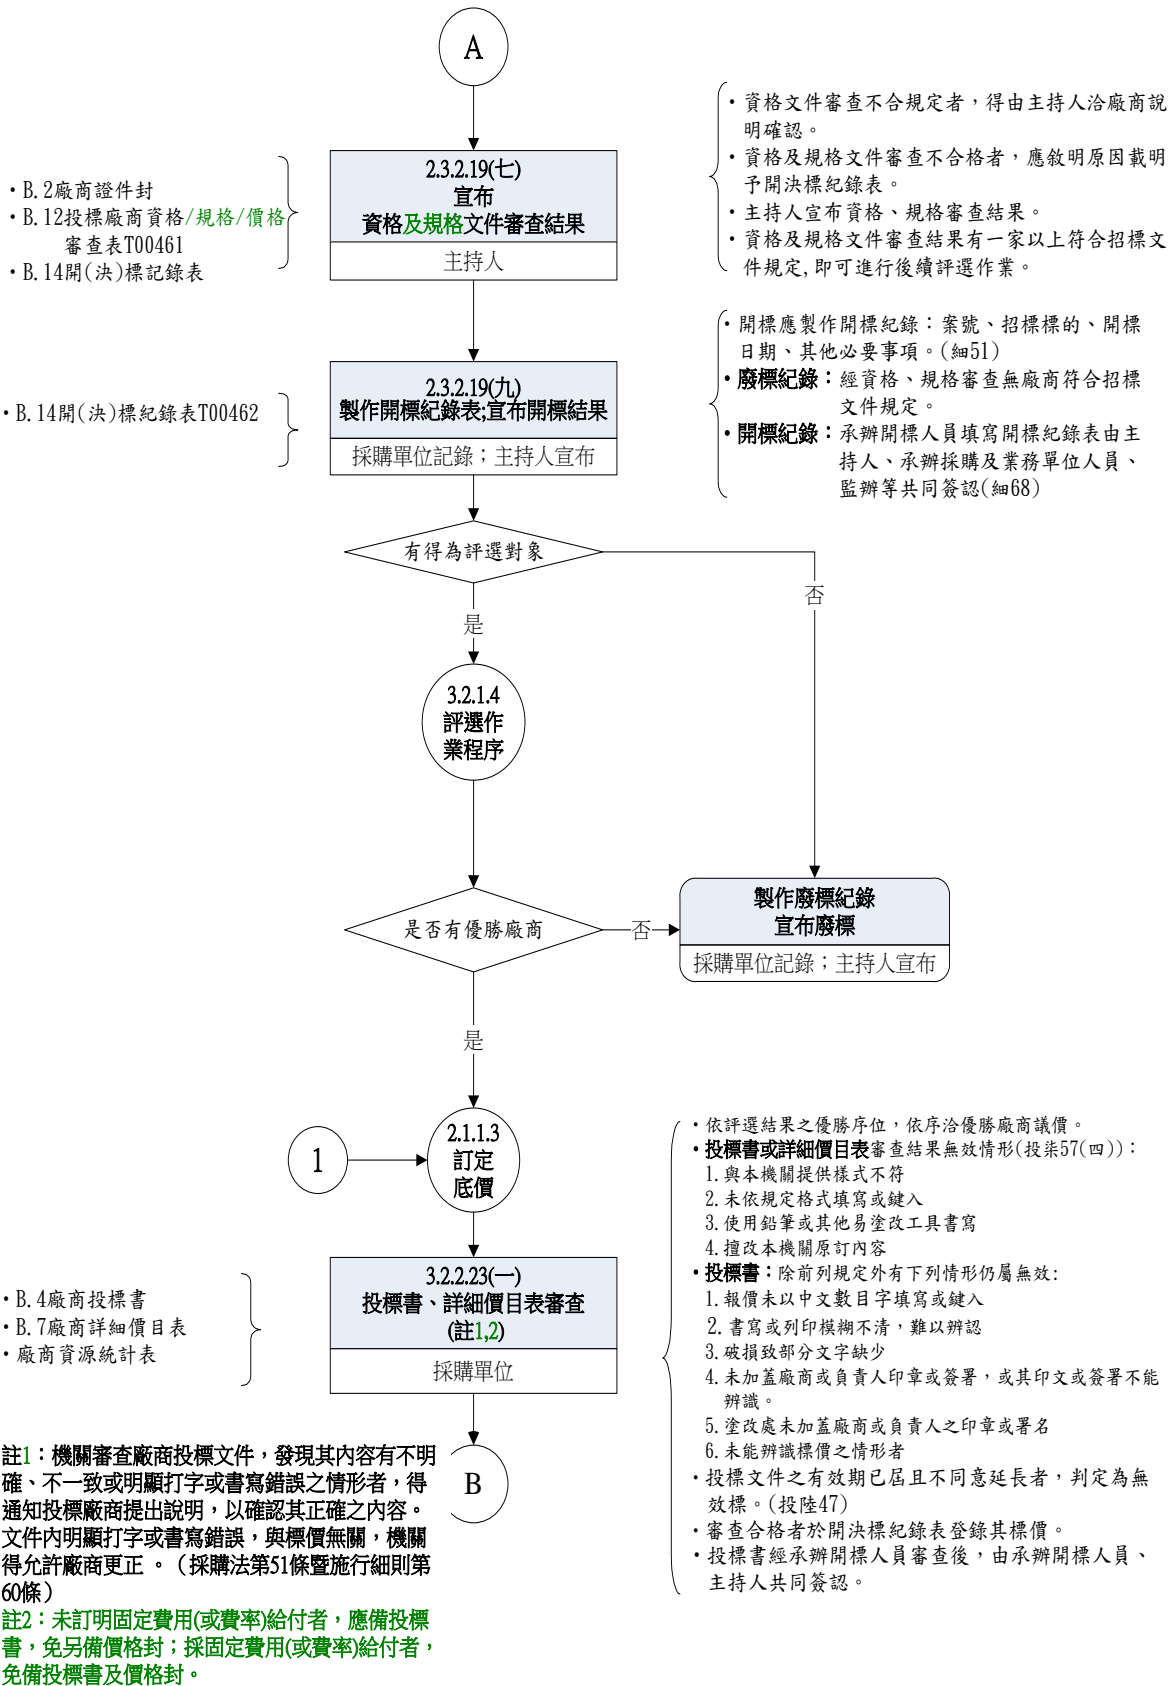 A
・B.2廠商證件封
・B.12投標廠商資格/規格/價格
審查表T00461
・B.14開(決)標記錄表
2.3.2.19(七)
宣布
資格及規格文件審查結果
主持人
・資格文件審查不合規定者，得由主持人洽廠商說
明確認。
・資格及規格文件審查不合格者，應敘明原因載明
予開決標紀錄表。
・主持人宣布資格、規格審查結果。
・資格及規格文件審查結果有一家以上符合招標文
件規定,即可進行後續評選作業。
・B.14開(決)標紀錄表T00462
2.3.2.19(九)
製作開標紀錄表;宣布開標結果
採購單位記錄；主持人宣布
・開標應製作開標紀錄：案號、招標標的、開標
日期、其他必要事項。(細51)
・廢標紀錄：經資格、規格審查無廠商符合招標
文件規定。
・開標紀錄：承辦開標人員填寫開標紀錄表由主
持人、承辦採購及業務單位人員、
監辦等共同簽認(細68)
有得為評選對象
否
是
3.2.1.4
評選作
業程序
是否有優勝廠商
否
製作廢標紀錄
宣布廢標
採購單位記錄；主持人宣布
是
1
2.1.1.3
訂定
底價
・B.4廠商投標書
・B.7廠商詳細價目表
・廠商資源統計表
3.2.2.23(一)
投標書、詳細價目表審查
(註1,2)
採購單位
B
・依評選結果之優勝序位，依序洽優勝廠商議價。
・投標書或詳細價目表審查結果無效情形(投柒57(四))：
1.與本機關提供樣式不符
2.未依規定格式填寫或鍵入
3.使用鉛筆或其他易塗改工具書寫
4.擅改本機關原訂內容
・投標書：除前列規定外有下列情形仍屬無效:
1.報價未以中文數目字填寫或鍵入
2.書寫或列印模糊不清，難以辨認
3.破損致部分文字缺少
4.未加蓋廠商或負責人印章或簽署，或其印文或簽署不能
辨識。
5.塗改處未加蓋廠商或負責人之印章或署名
6.未能辨識標價之情形者
・投標文件之有效期已屆且不同意延長者，判定為無
效標。(投陸47)
・審查合格者於開決標紀錄表登錄其標價。
・投標書經承辦開標人員審查後，由承辦開標人員、
主持人共同簽認。
註1：機關審查廠商投標文件，發現其內容有不明
確、不一致或明顯打字或書寫錯誤之情形者，得
通知投標廠商提出說明，以確認其正確之內容。
文件內明顯打字或書寫錯誤，與標價無關，機關
得允許廠商更正 。（採購法第51條暨施行細則第
60條）
註2：未訂明固定費用(或費率)給付者，應備投標
書，免另備價格封；採固定費用(或費率)給付者，
免備投標書及價格封。